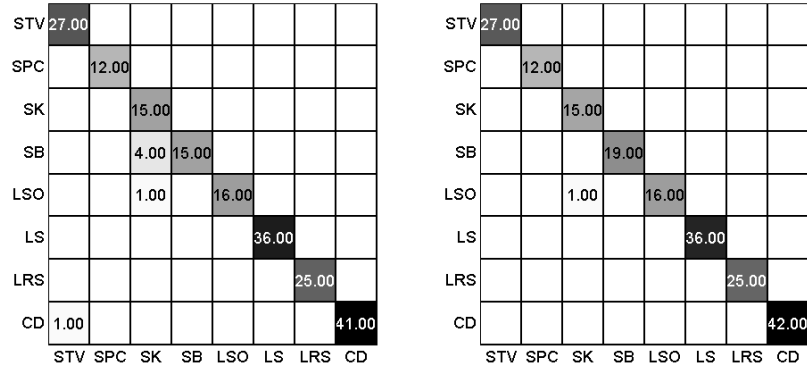 STV 27.00 STV 27.00
SPC 12.00 SPC 12.00
SK 15.00 SK 15.00
SB 4.00 15.00 SB 19.00
LSO 1.00 16.00 LSO 1.00 16.00
LS 36.00 LS 36.00
LRS 25.00 LRS 25.00
CD 1.00 41.00 CD 42.00
STV SPC SK SB LSO LS LRS CD STV SPC SK SB LSO LS LRS CD